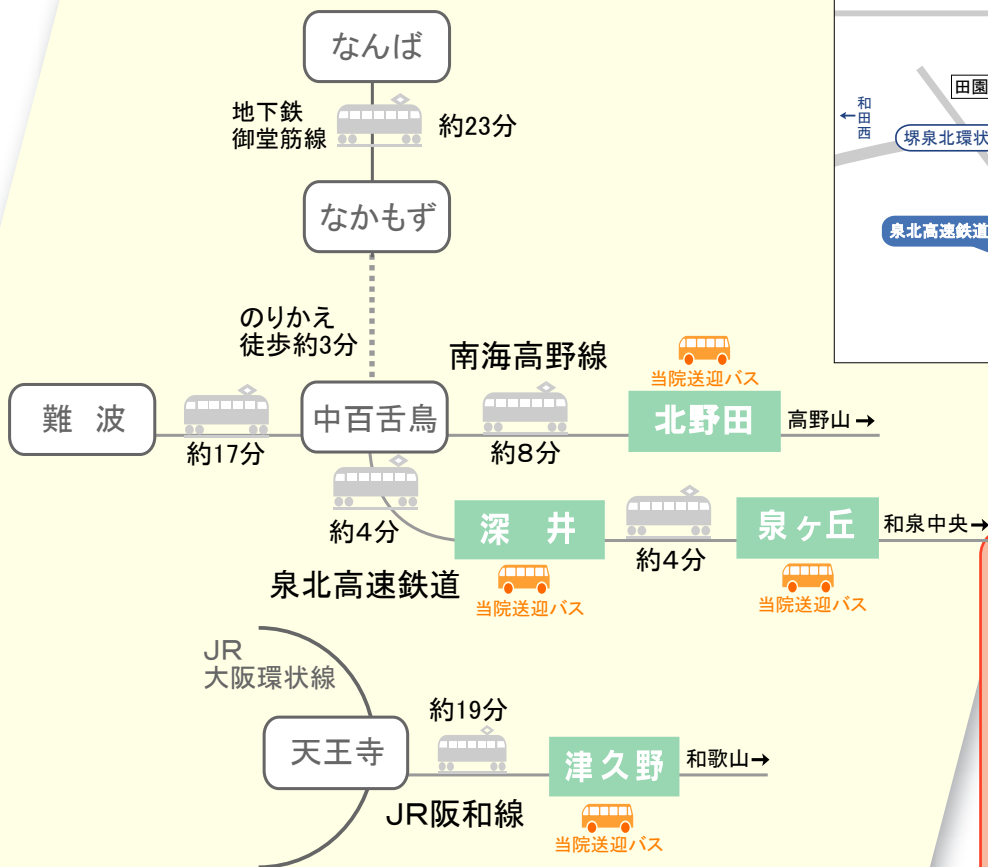 なんば
地下鉄
御堂筋線
約23分
なかもず
のりかえ
徒歩約3分
南海高野線
当院送迎バス
難 波
約17分
中百舌鳥
約8分
北野田
高野山→
約4分
深 井
約4分
泉ヶ丘
和泉中央→
泉北高速鉄道
当院送迎バス
当院送迎バス
JR
大阪環状線
天王寺
約19分
津久野
和歌山→
JR阪和線
当院送迎バス
田園
←和田西
堺泉北環状
泉北高速鉄道